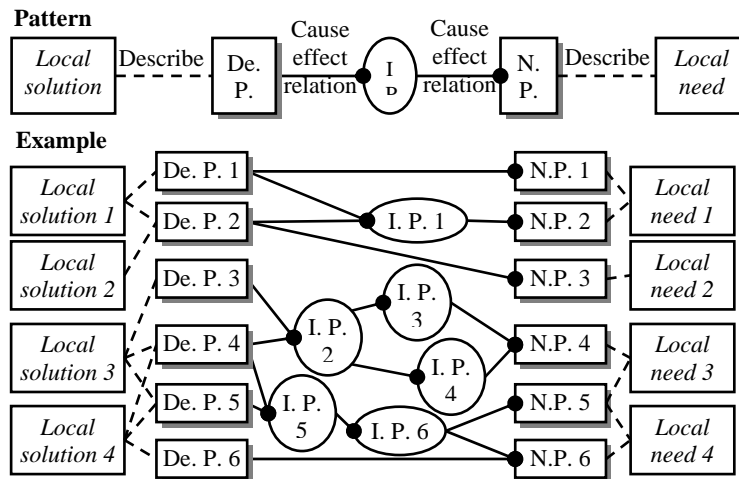 Pattern
Local
solution
Describe
De.
P.
Cause
effect
relation
I
P
Cause
effect
relation
N.
P.
Describe
Local
need
Example
Local
solution 1
Local
solution 2
Local
solution 3
Local
solution 4
De. P. 1
De. P. 2
De. P. 3
De. P. 4
De. P. 5
De. P. 6
I. P. 1
I. P.
2
I. P.
3
I. P.
4
I. P.
5
I. P. 6
N.P. 1
N.P. 2
N.P. 3
N.P. 4
N.P. 5
N.P. 6
Local
need 1
Local
need 2
Local
need 3
Local
need 4